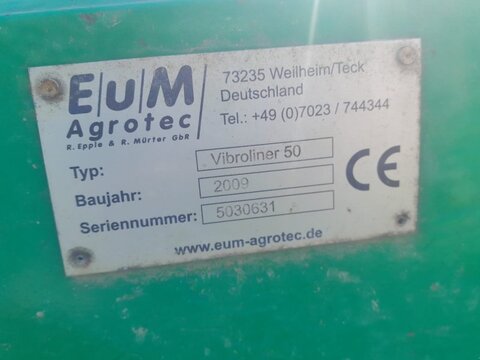 E/U/M
Agrotec
R. Epple & R. Mürter GbR
73235 Weilheim/Teck
Deutschland
Tel.: +49 (0)7023 / 744344
Typ: Vibroliner 50
Baujahr: 2009
Seriennummer: 5030631
CE
www.eum-agrotec.de